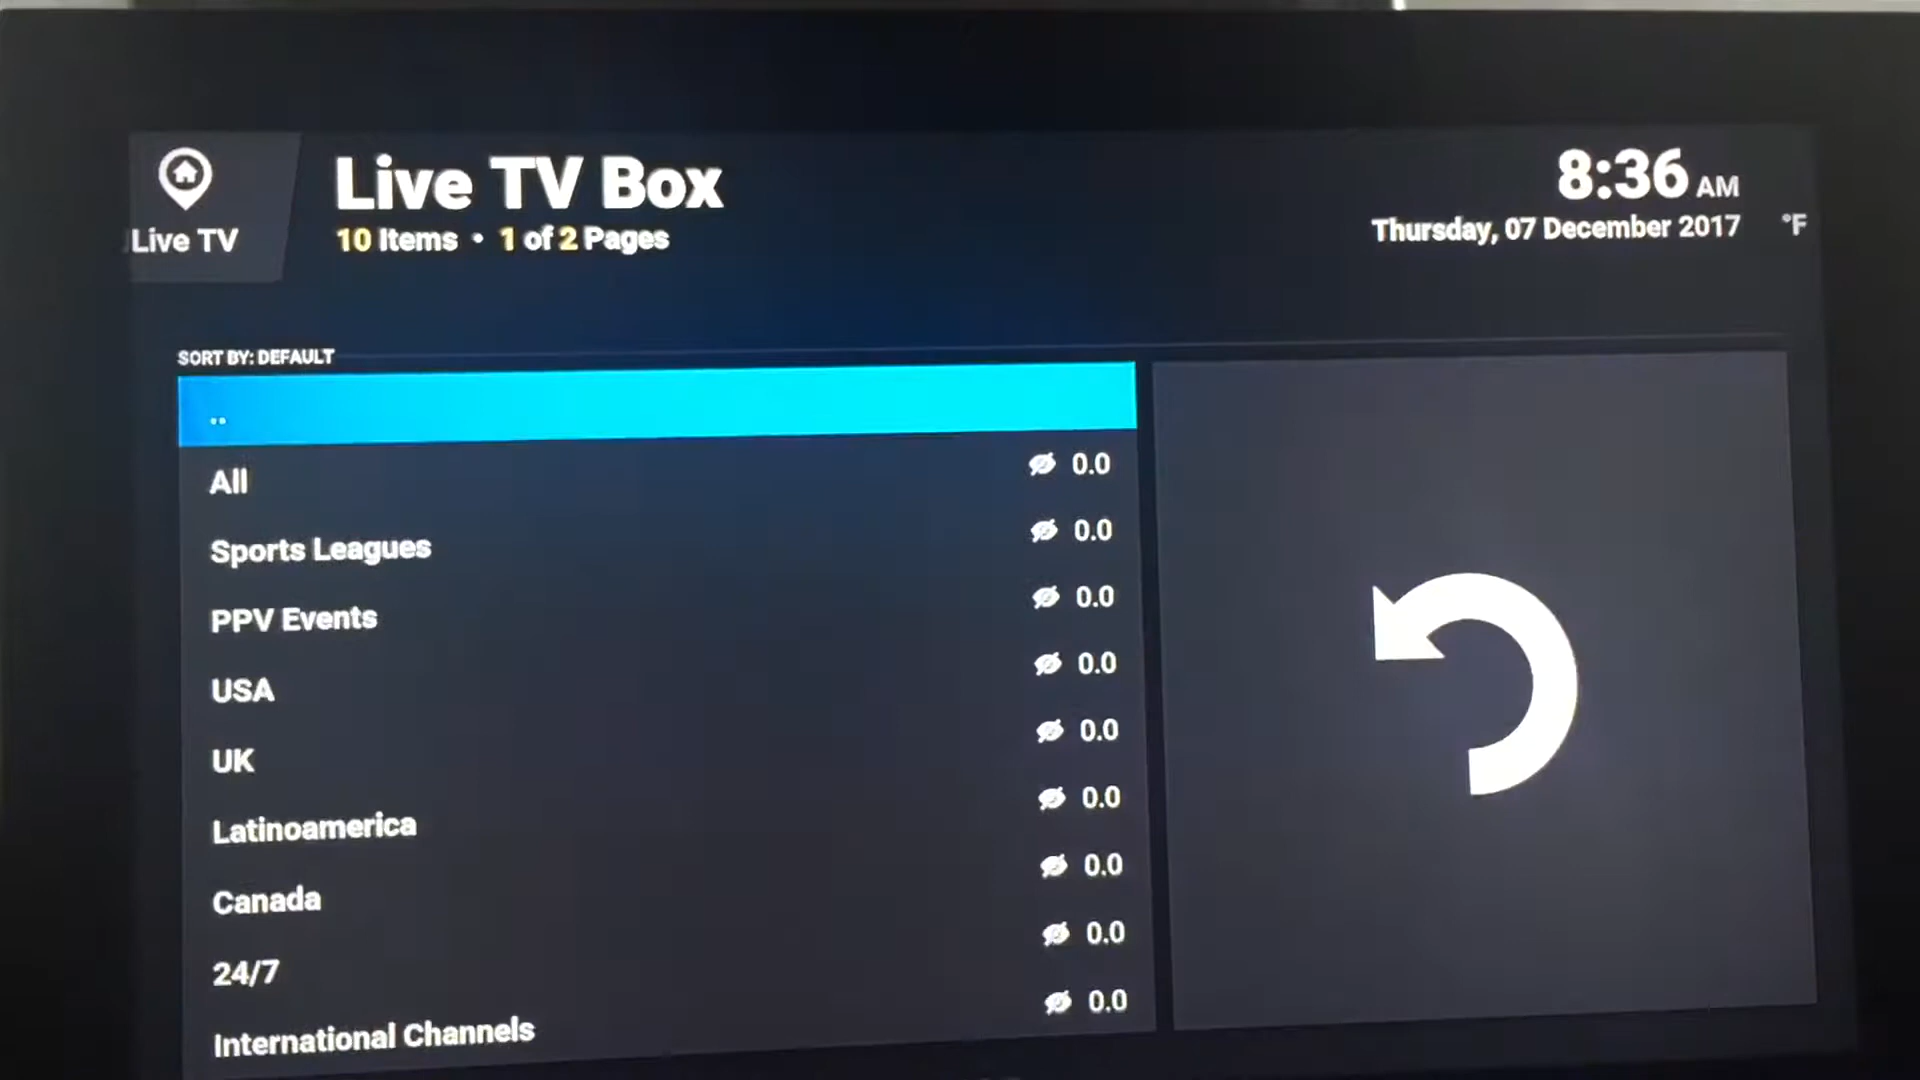 Live TV
Live TV Box
10 Items • 1 of 2 Pages
8:36 AM
Thursday, 07 December 2017 °F
SORT BY: DEFAULT
..
All 0.0
Sports Leagues 0.0
PPV Events 0.0
USA 0.0
UK 0.0
Latinoamerica 0.0
Canada 0.0
24/7 0.0
International Channels 0.0